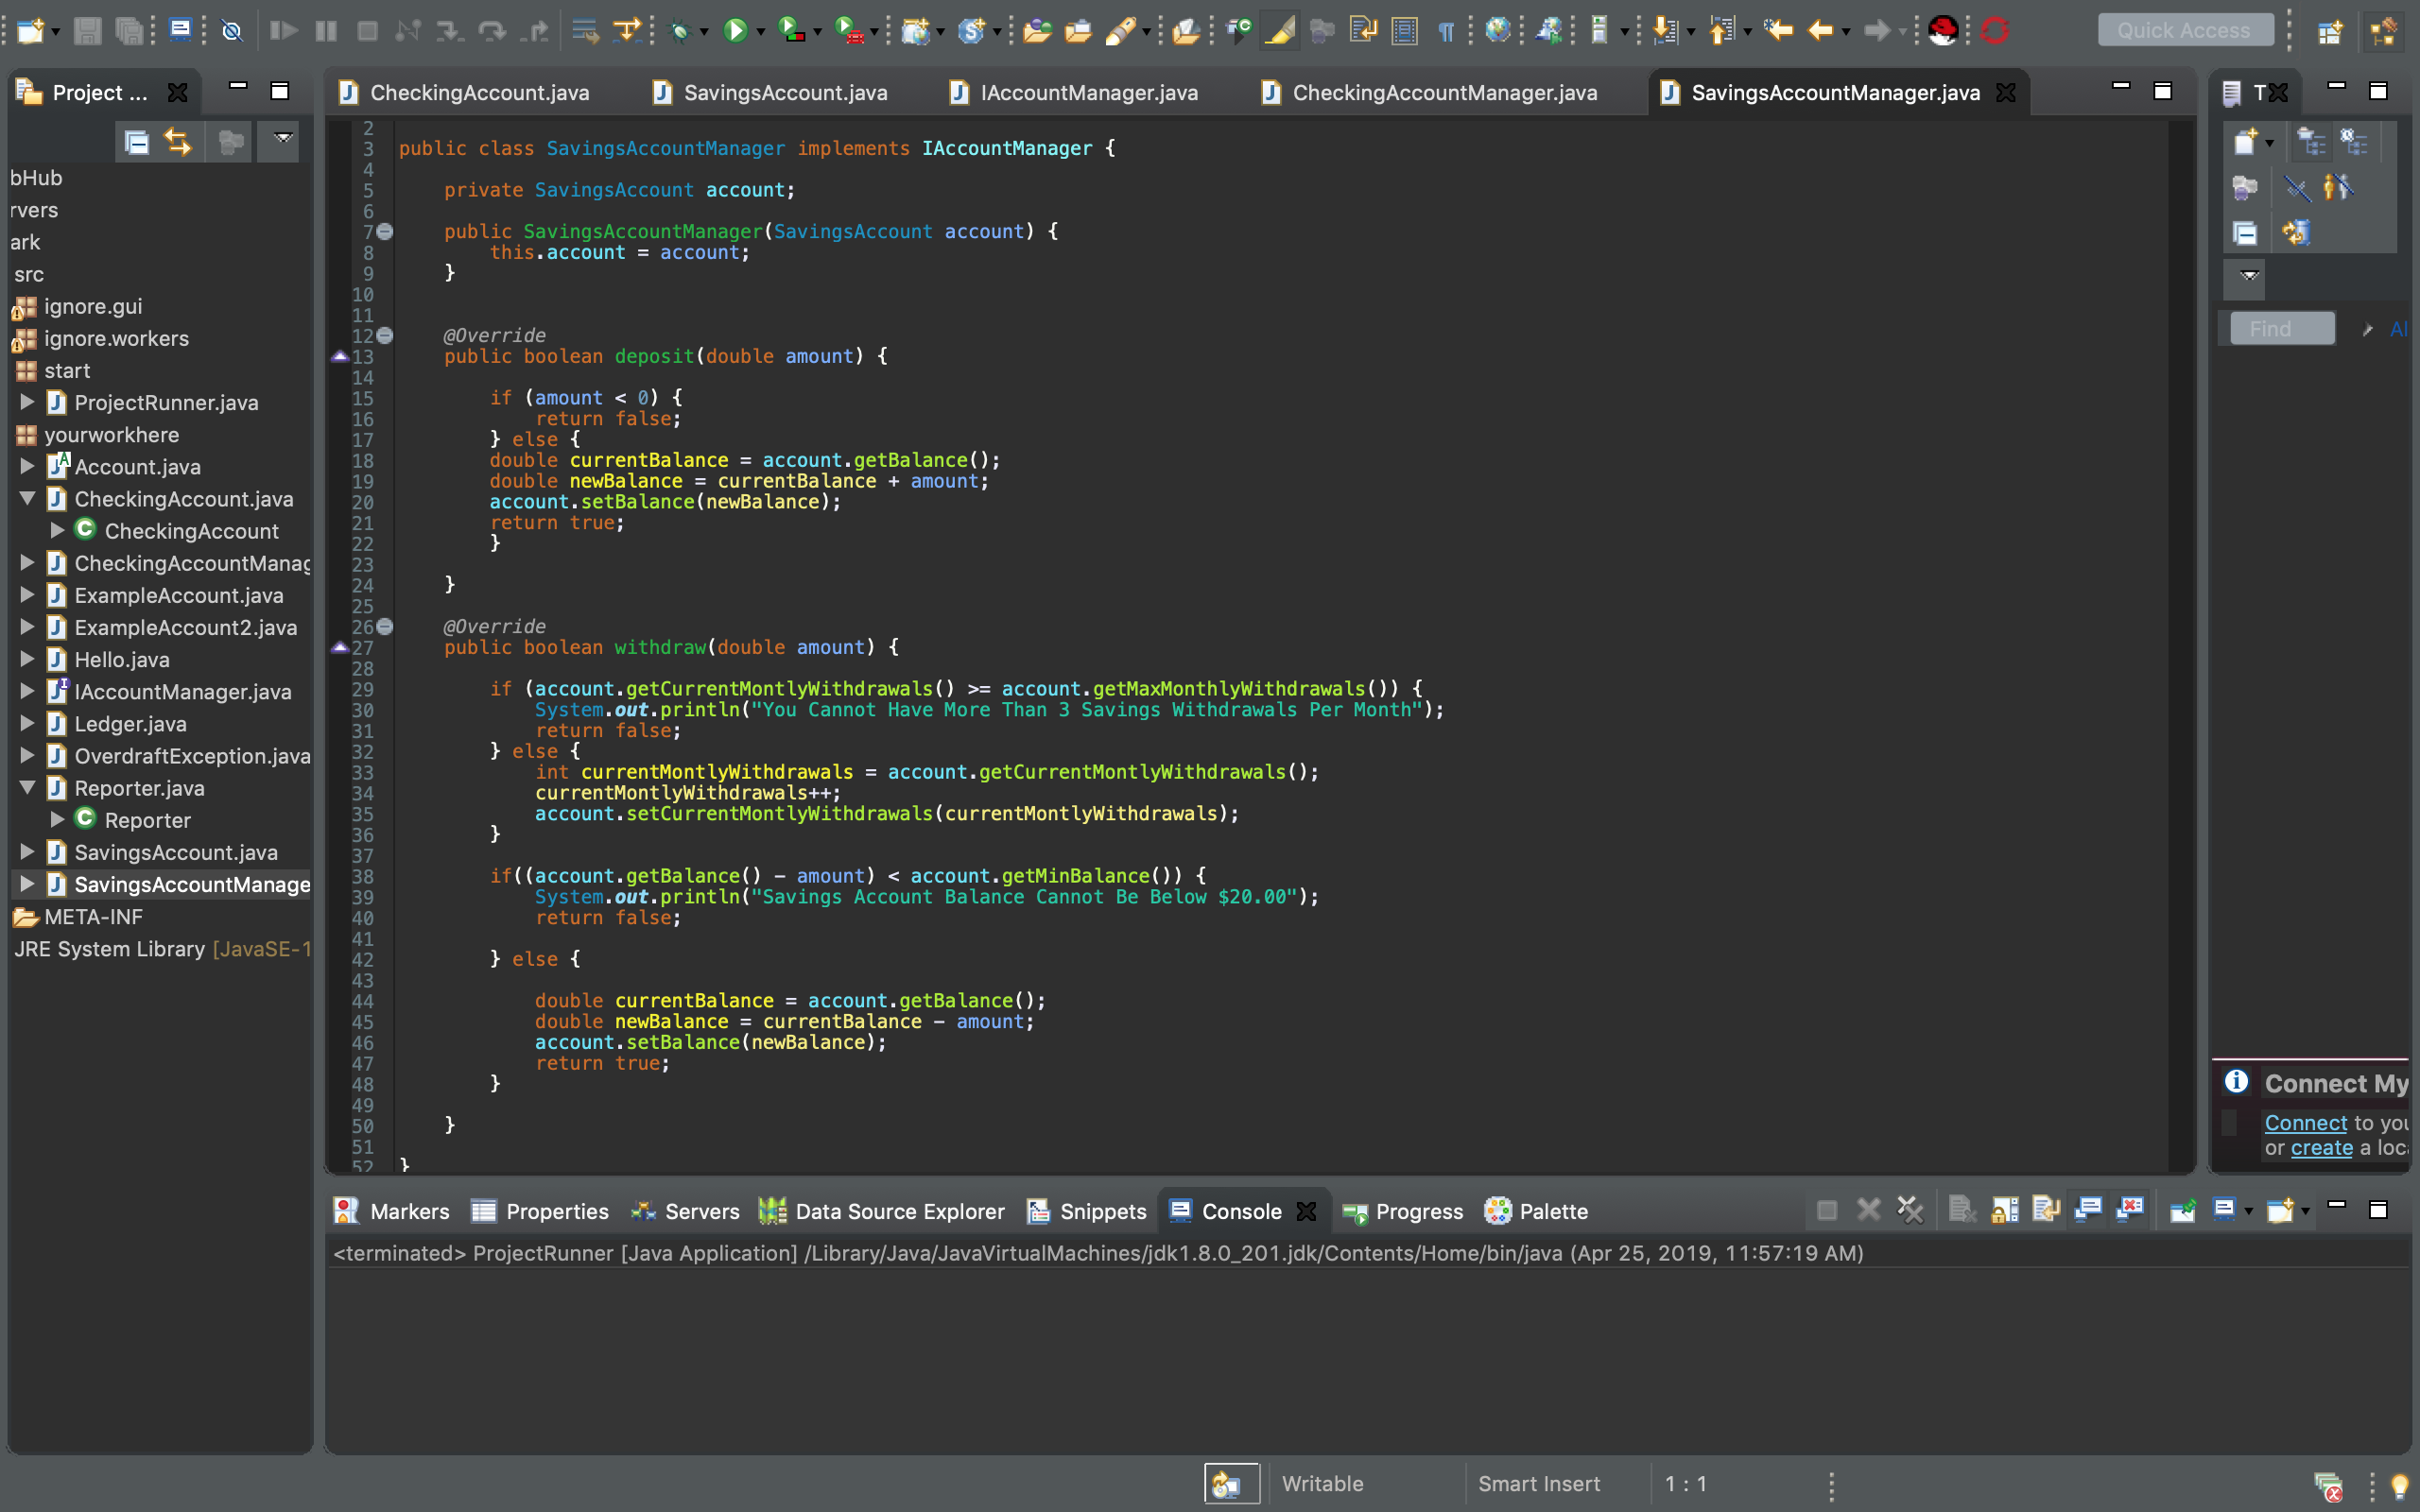 Quick Access
Project ...
bHub
rvers
ark
src
ignore.gui
ignore.workers
start
ProjectRunner.java
yourworkhere
Account.java
CheckingAccount.java
CheckingAccount
CheckingAccountManag
ExampleAccount.java
ExampleAccount2.java
Hello.java
IAccountManager.java
Ledger.java
OverdraftException.java
Reporter.java
Reporter
SavingsAccount.java
SavingsAccountManage
META-INF
JRE System Library [JavaSE-1
CheckingAccount.java SavingsAccount.java IAccountManager.java CheckingAccountManager.java SavingsAccountManager.java
2
3 public class SavingsAccountManager implements IAccountManager {
4
5 private SavingsAccount account;
6
7 public SavingsAccountManager(SavingsAccount account) {
8 this.account = account;
9 }
10
11
12 @Override
13 public boolean deposit(double amount) {
14
15 if (amount < 0) {
16 return false;
17 } else {
18 double currentBalance = account.getBalance();
19 double newBalance = currentBalance + amount;
20 account.setBalance(newBalance);
21 return true;
22 }
23
24 }
25
26 @Override
27 public boolean withdraw(double amount) {
28
29 if (account.getCurrentMontlyWithdrawals() >= account.getMaxMonthlyWithdrawals()) {
30 System.out.println("You Cannot Have More Than 3 Savings Withdrawals Per Month");
31 return false;
32 } else {
33 int currentMontlyWithdrawals = account.getCurrentMontlyWithdrawals();
34 currentMontlyWithdrawals++;
35 account.setCurrentMontlyWithdrawals(currentMontlyWithdrawals);
36 }
37
38 if((account.getBalance() - amount) < account.getMinBalance()) {
39 System.out.println("Savings Account Balance Cannot Be Below $20.00");
40 return false;
41
42 } else {
43
44 double currentBalance = account.getBalance();
45 double newBalance = currentBalance - amount;
46 account.setBalance(newBalance);
47 return true;
48 }
49
50 }
51
52 }
T
Find Al
Connect My
Connect to you
or create a loc
Markers Properties Servers Data Source Explorer Snippets Console Progress Palette
<terminated> ProjectRunner [Java Application] /Library/Java/JavaVirtualMachines/jdk1.8.0_201.jdk/Contents/Home/bin/java (Apr 25, 2019, 11:57:19 AM)
Writable Smart Insert 1 : 1